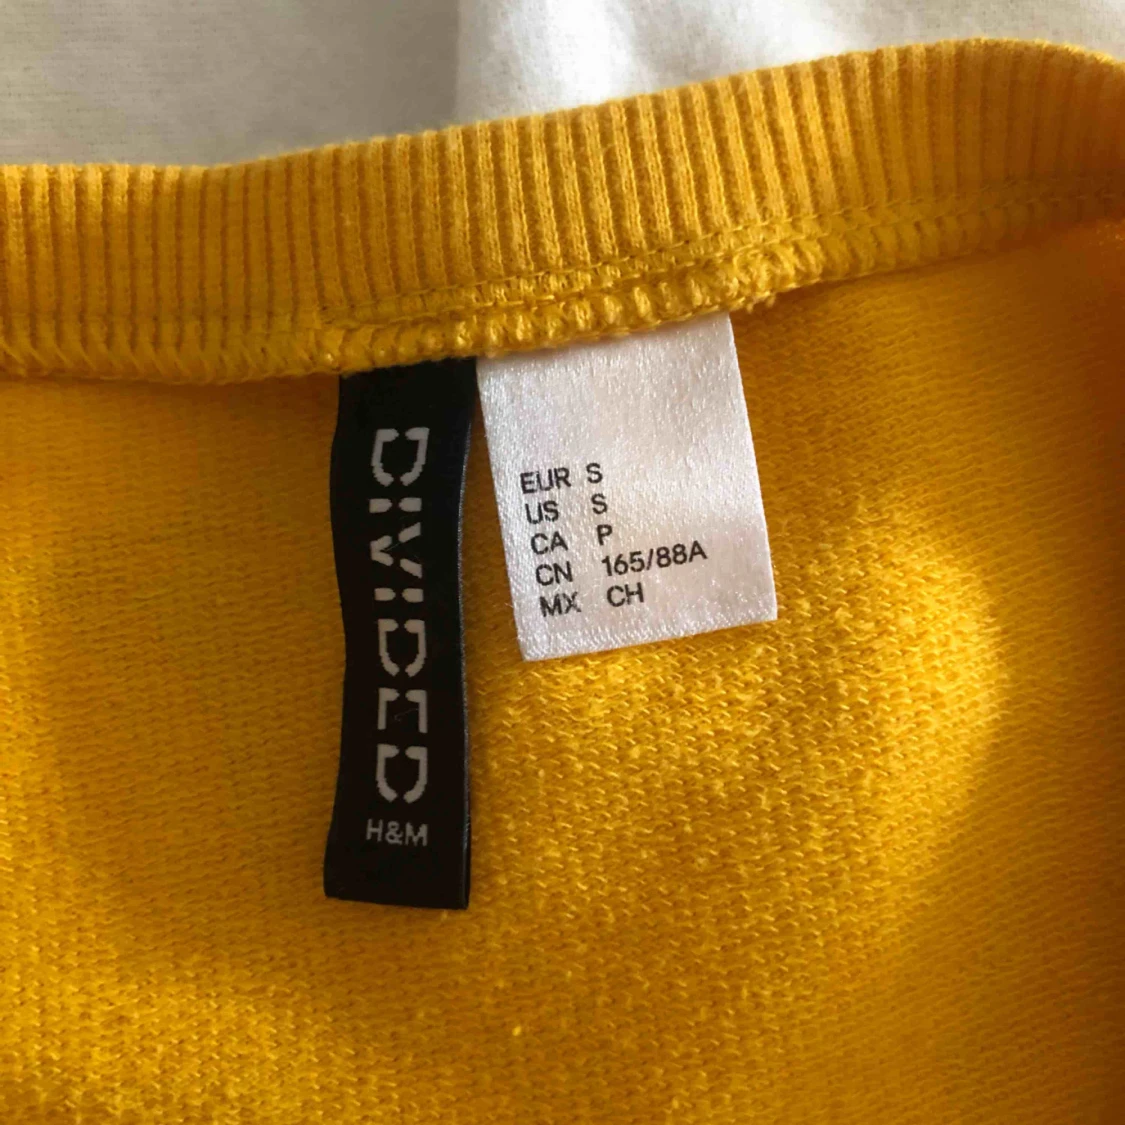 DIVIDED
H&M
EUR S
US S
CA P
CN 165/88A
MX CH